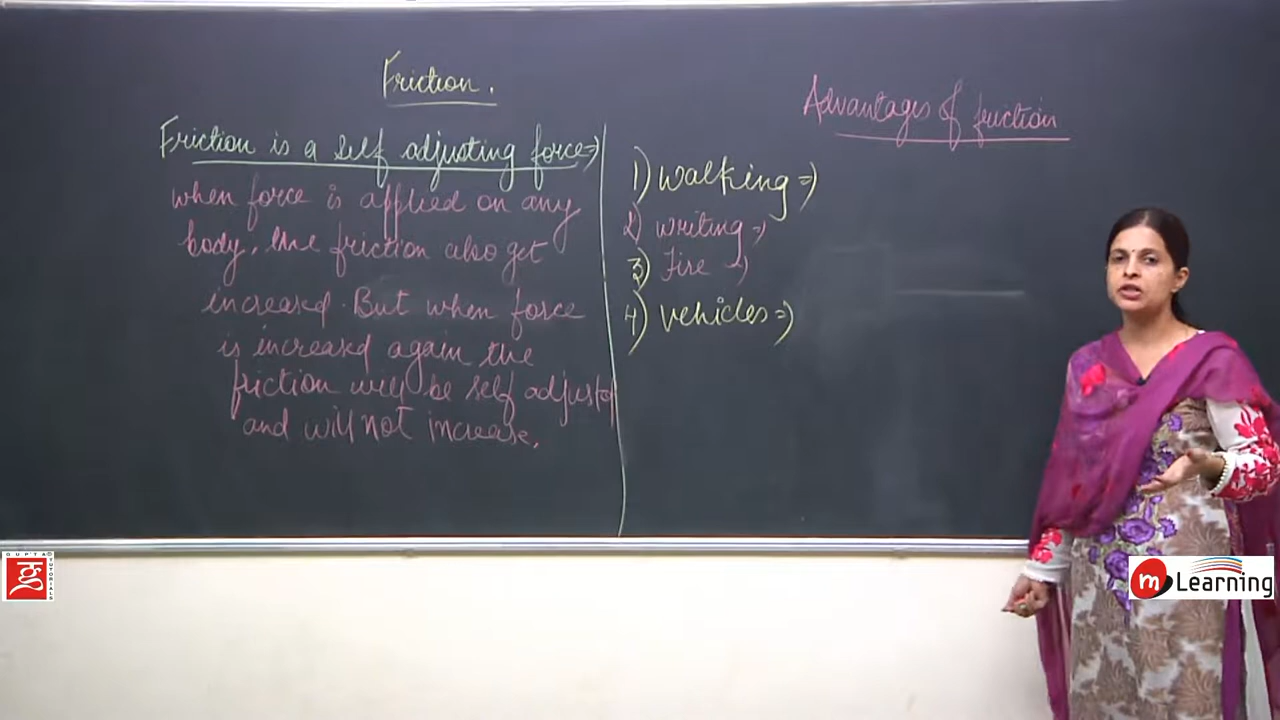 Friction.
Friction is a self adjusting force ⇒
when force is applied on any
body, the friction also get
increased. But when force
is increased again the
friction will be self adjusted
and will not increase.
Advantages of friction
1) walking ⇒
2) writing ⇒
3) Fire ⇒
4) vehicles ⇒
GUPTA
TUTORIALS
m Learning